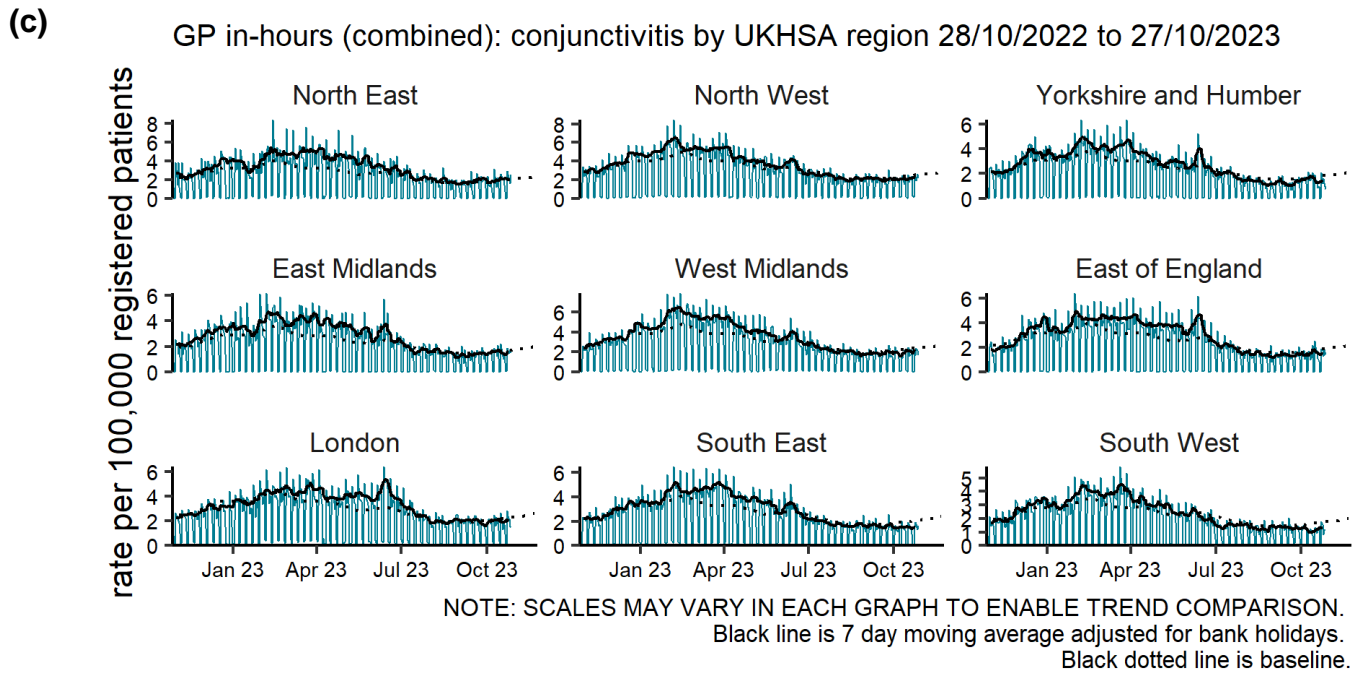 (c)
GP in-hours (combined): conjunctivitis by UKHSA region 28/10/2022 to 27/10/2023
rate per 100,000 registered patients
North East
8
6
4
2
0
North West
8
6
4
2
0
Yorkshire and Humber
6
4
2
0
East Midlands
6
4
2
0
West Midlands
6
4
2
0
East of England
6
4
2
0
London
6
4
2
0
Jan 23 Apr 23 Jul 23 Oct 23
South East
6
4
2
0
Jan 23 Apr 23 Jul 23 Oct 23
South West
5
4
3
2
1
0
Jan 23 Apr 23 Jul 23 Oct 23
NOTE: SCALES MAY VARY IN EACH GRAPH TO ENABLE TREND COMPARISON.
Black line is 7 day moving average adjusted for bank holidays.
Black dotted line is baseline.